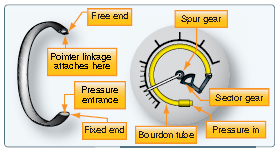 Free end
Pointer linkage
attaches here
Pressure
entrance
Fixed end
Spur gear
Sector gear
Bourdon tube
Pressure in